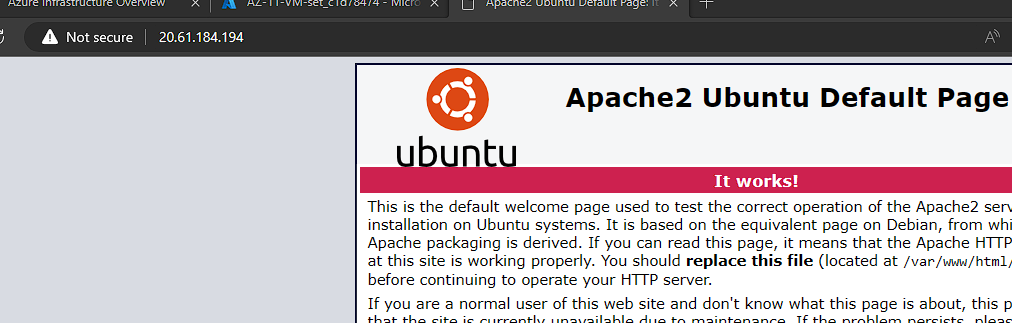 Azure Infrastructure Overview
AZ-11-VM-set_c1d78474 - Micro
Apache2 Ubuntu Default Page: It
Not secure
20.61.184.194
ubuntu
Apache2 Ubuntu Default Page
It works!
This is the default welcome page used to test the correct operation of the Apache2 serv
installation on Ubuntu systems. It is based on the equivalent page on Debian, from whi
Apache packaging is derived. If you can read this page, it means that the Apache HTTP
at this site is working properly. You should replace this file (located at /var/www/html/
before continuing to operate your HTTP server.
If you are a normal user of this web site and don't know what this page is about, this p
that the site is currently unavailable due to maintenance. If the problem persists, pleas